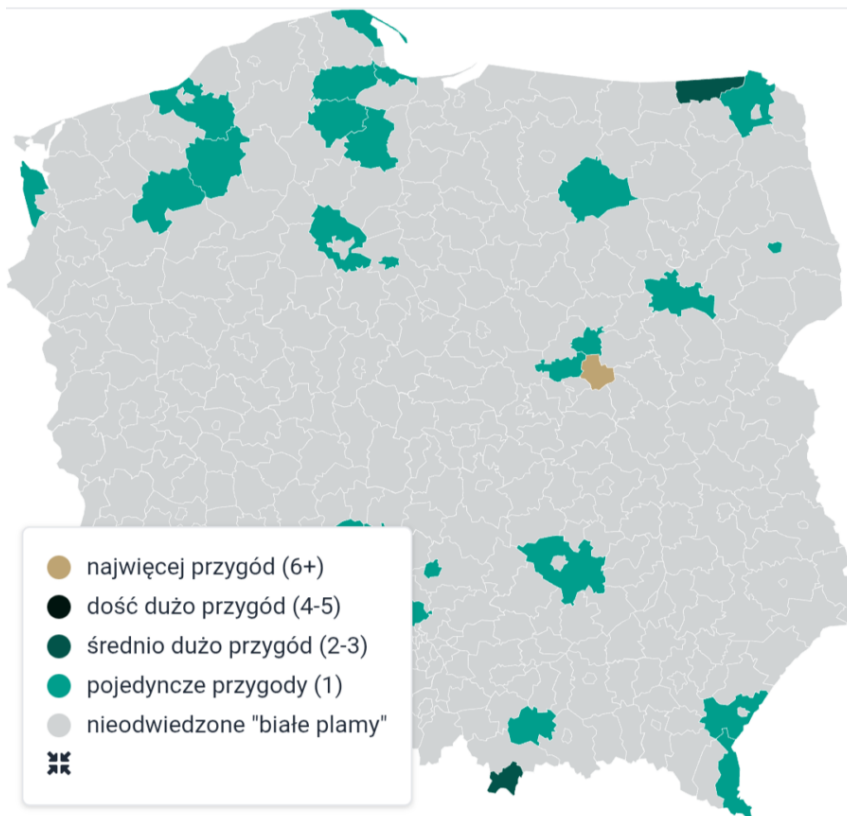 najwięcej przygód (6+)
dość dużo przygód (4-5)
średnio dużo przygód (2-3)
pojedyncze przygody (1)
nieodwiedzone "białe plamy"